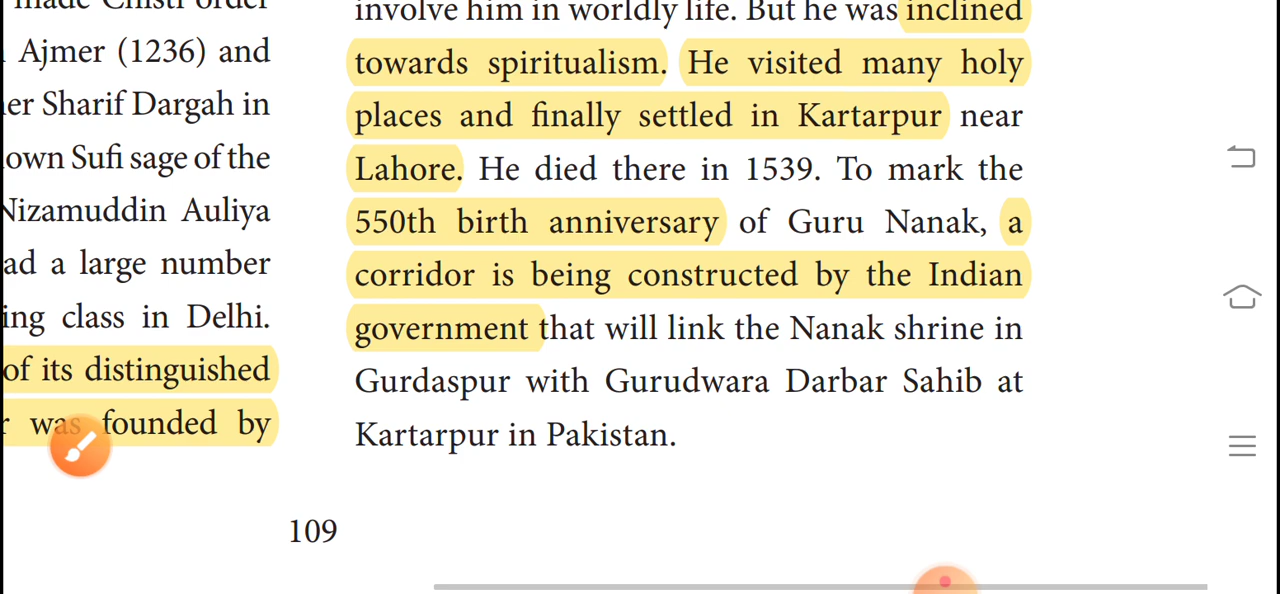 made Chisti order
Ajmer (1236) and
Sharif Dargah in
Sufi sage of the
Nizamuddin Auliya
a large number
class in Delhi.
of its distinguished
was founded by
involve him in worldly life. But he was inclined
towards spiritualism. He visited many holy
places and finally settled in Kartarpur near
Lahore. He died there in 1539. To mark the
550th birth anniversary of Guru Nanak, a
corridor is being constructed by the Indian
government that will link the Nanak shrine in
Gurdaspur with Gurudwara Darbar Sahib at
Kartarpur in Pakistan.
109